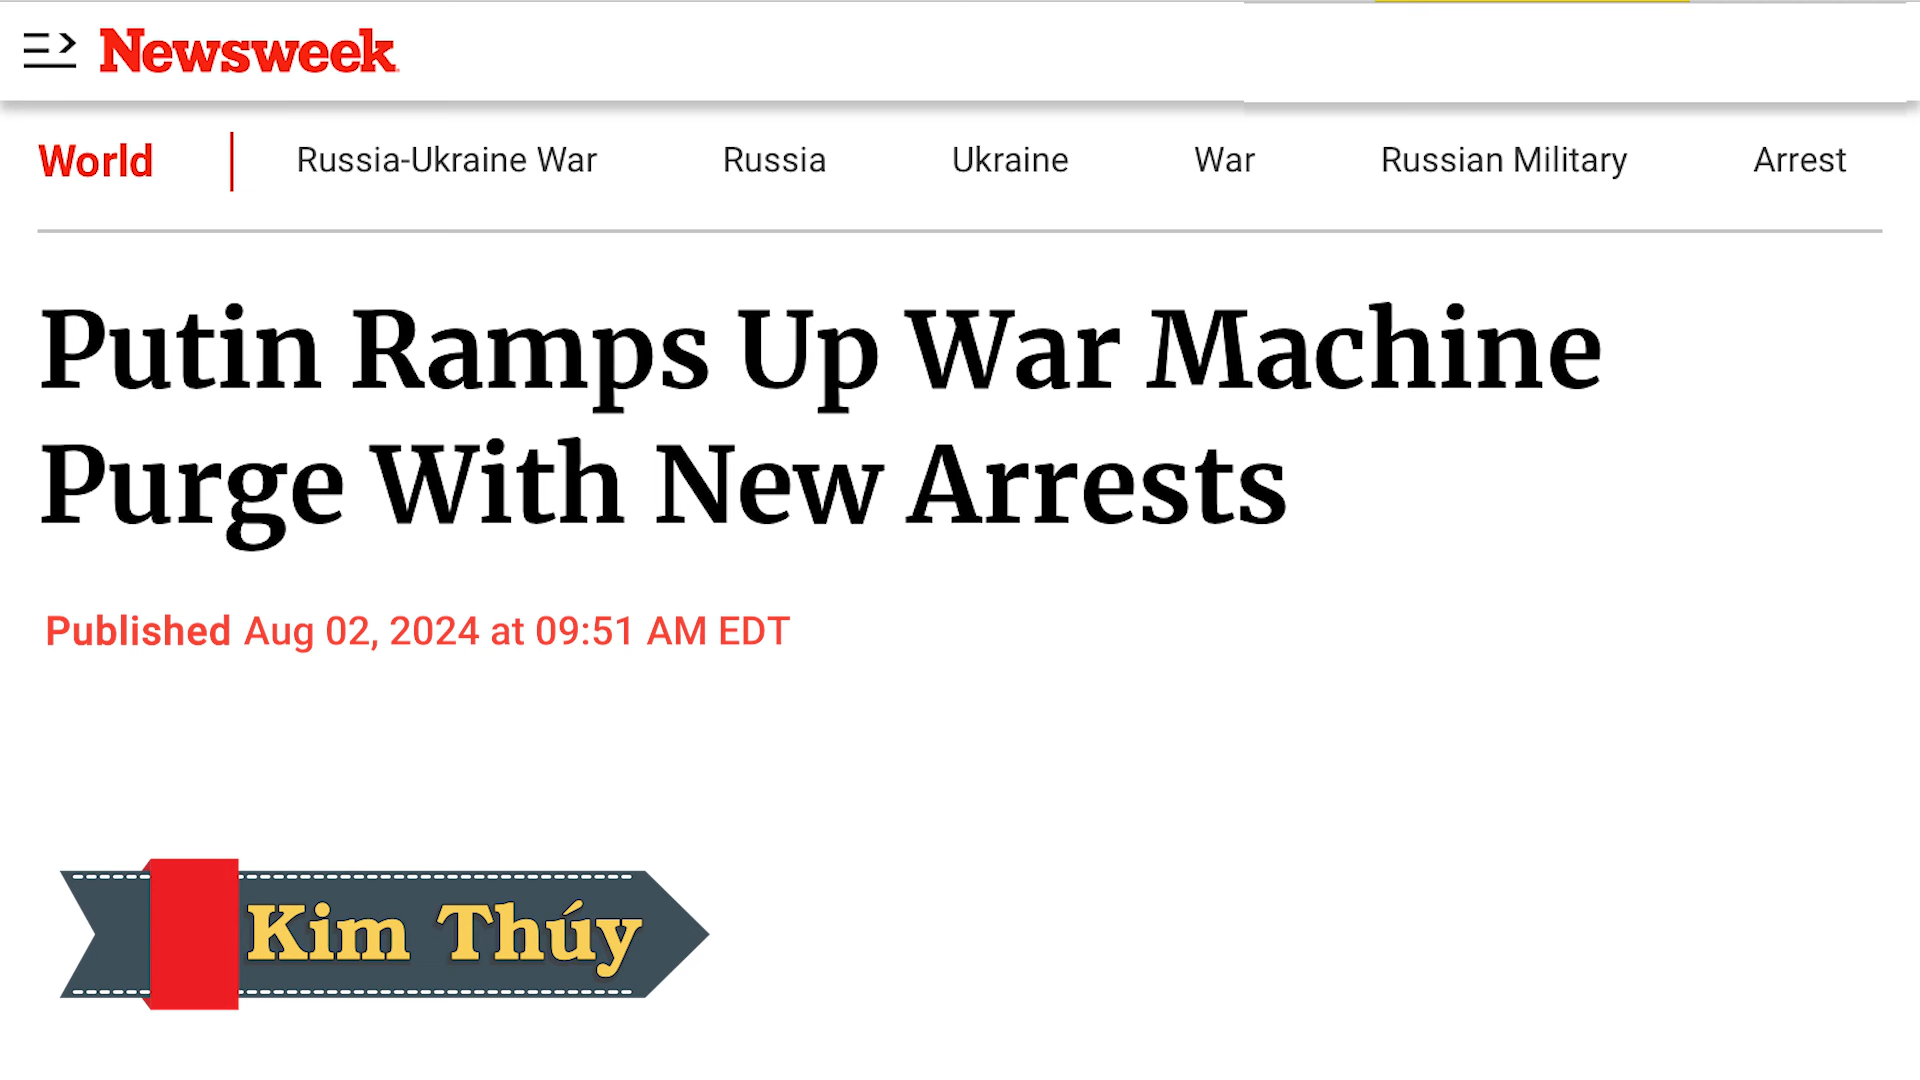 Newsweek
World Russia-Ukraine War Russia Ukraine War Russian Military Arrest
Putin Ramps Up War Machine
Purge With New Arrests
Published Aug 02, 2024 at 09:51 AM EDT
Kim Thúy